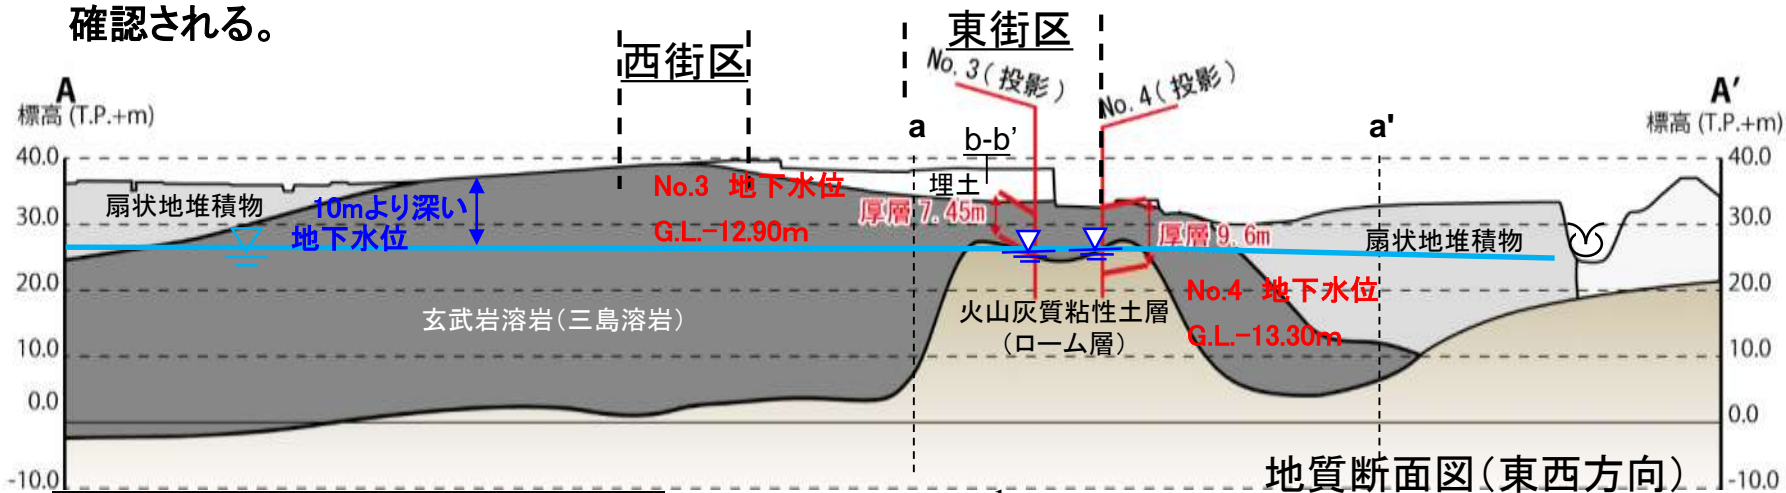 確認される。
西街区
東街区
No.3(投影)
No.4(投影)
A
A'
標高 (T.P.+m)
標高 (T.P.+m)
a
b-b'
a'
40.0
40.0
扇状地堆積物
10mより深い
地下水位
No.3 地下水位
G.L.-12.90m
埋土
層厚 7.45m
層厚 9.6m
扇状地堆積物
30.0
30.0
20.0
20.0
No.4 地下水位
G.L.-13.30m
玄武岩溶岩(三島溶岩)
火山灰質粘性土層
(ローム層)
10.0
10.0
0.0
0.0
-10.0
-10.0
地質断面図(東西方向)